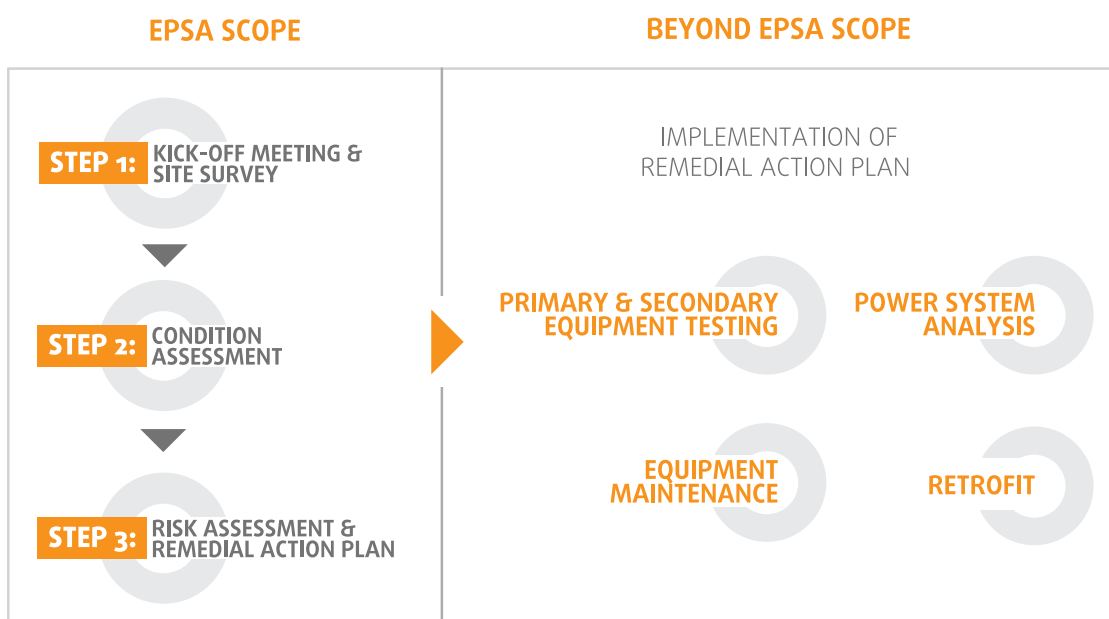 EPSA SCOPE
STEP 1:
KICK-OFF MEETING &
SITE SURVEY
STEP 2:
CONDITION
ASSESSMENT
STEP 3:
RISK ASSESSMENT &
REMEDIAL ACTION PLAN
BEYOND EPSA SCOPE
IMPLEMENTATION OF
REMEDIAL ACTION PLAN
PRIMARY & SECONDARY
EQUIPMENT TESTING
POWER SYSTEM
ANALYSIS
EQUIPMENT
MAINTENANCE
RETROFIT